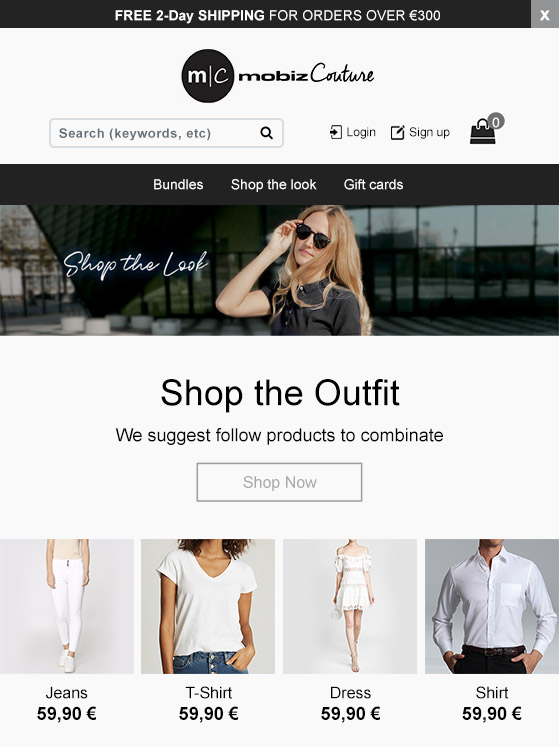 FREE 2-Day SHIPPING FOR ORDERS OVER €300
X
m|C mobiz Couture
Search (keywords, etc)
Login
Sign up
0
Bundles
Shop the look
Gift cards
Shop the Look
Shop the Outfit
We suggest follow products to combinate
Shop Now
Jeans
T-Shirt
Dress
Shirt
59,90 €
59,90 €
59,90 €
59,90 €